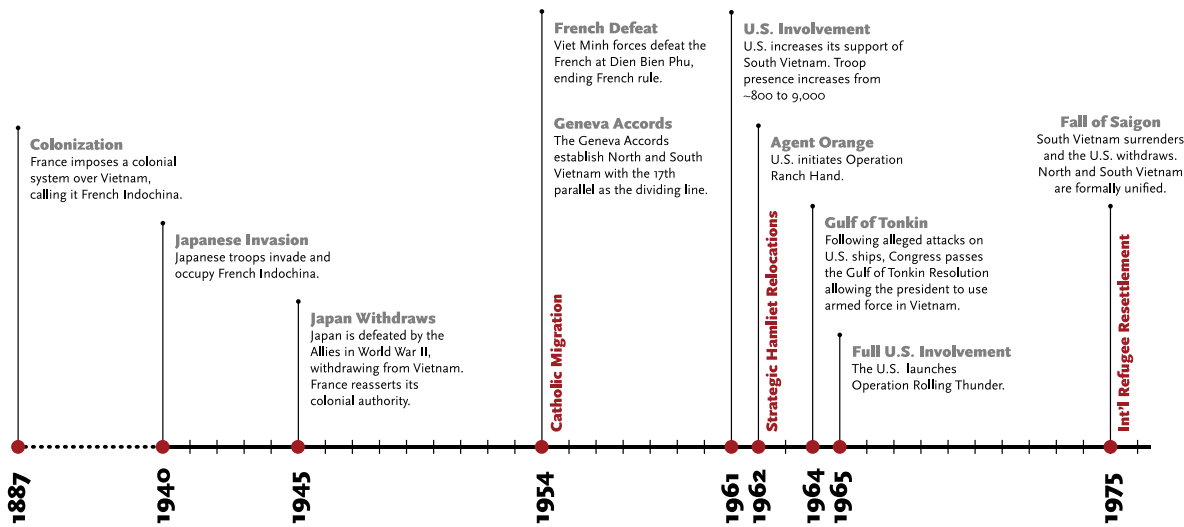 Colonization
France imposes a colonial
system over Vietnam,
calling it French Indochina.
Japanese Invasion
Japanese troops invade and
occupy French Indochina.
Japan Withdraws
Japan is defeated by the
Allies in World War II,
withdrawing from Vietnam.
France reasserts its
colonial authority.
French Defeat
Viet Minh forces defeat the
French at Dien Bien Phu,
ending French rule.
Geneva Accords
The Geneva Accords
establish North and South
Vietnam with the 17th
parallel as the dividing line.
Catholic Migration
U.S. Involvement
U.S. increases its support of
South Vietnam. Troop
presence increases from
~800 to 9,000
Agent Orange
U.S. initiates Operation
Ranch Hand.
Strategic Hamliet Relocations
Gulf of Tonkin
Following alleged attacks on
U.S. ships, Congress passes
the Gulf of Tonkin Resolution
allowing the president to use
armed force in Vietnam.
Full U.S. Involvement
The U.S. launches
Operation Rolling Thunder.
Fall of Saigon
South Vietnam surrenders
and the U.S. withdraws.
North and South Vietnam
are formally unified.
Int'l Refugee Resettlement
1887
1940
1945
1954
1961
1962
1964
1965
1975